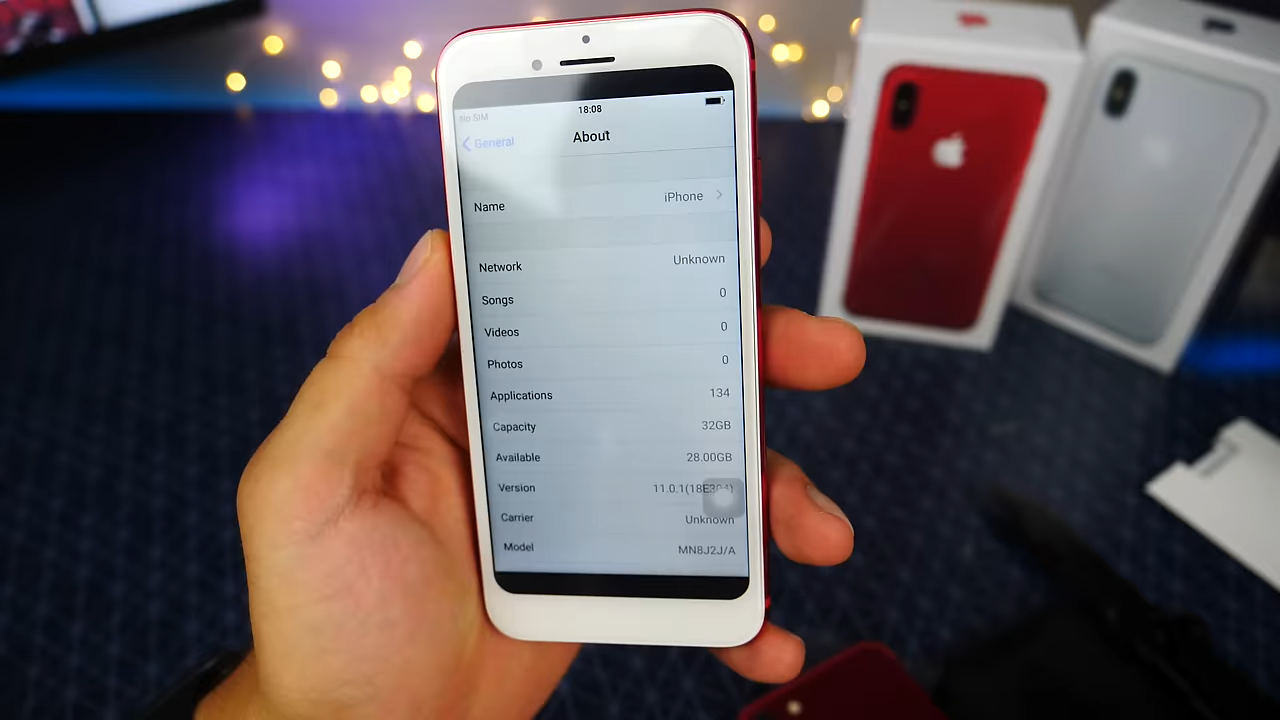 No SIM
18:08
General
About
Name iPhone
Network Unknown
Songs 0
Videos 0
Photos 0
Applications 134
Capacity 32GB
Available 28.00GB
Version 11.0.1(18E304)
Carrier Unknown
Model MN8J2J/A